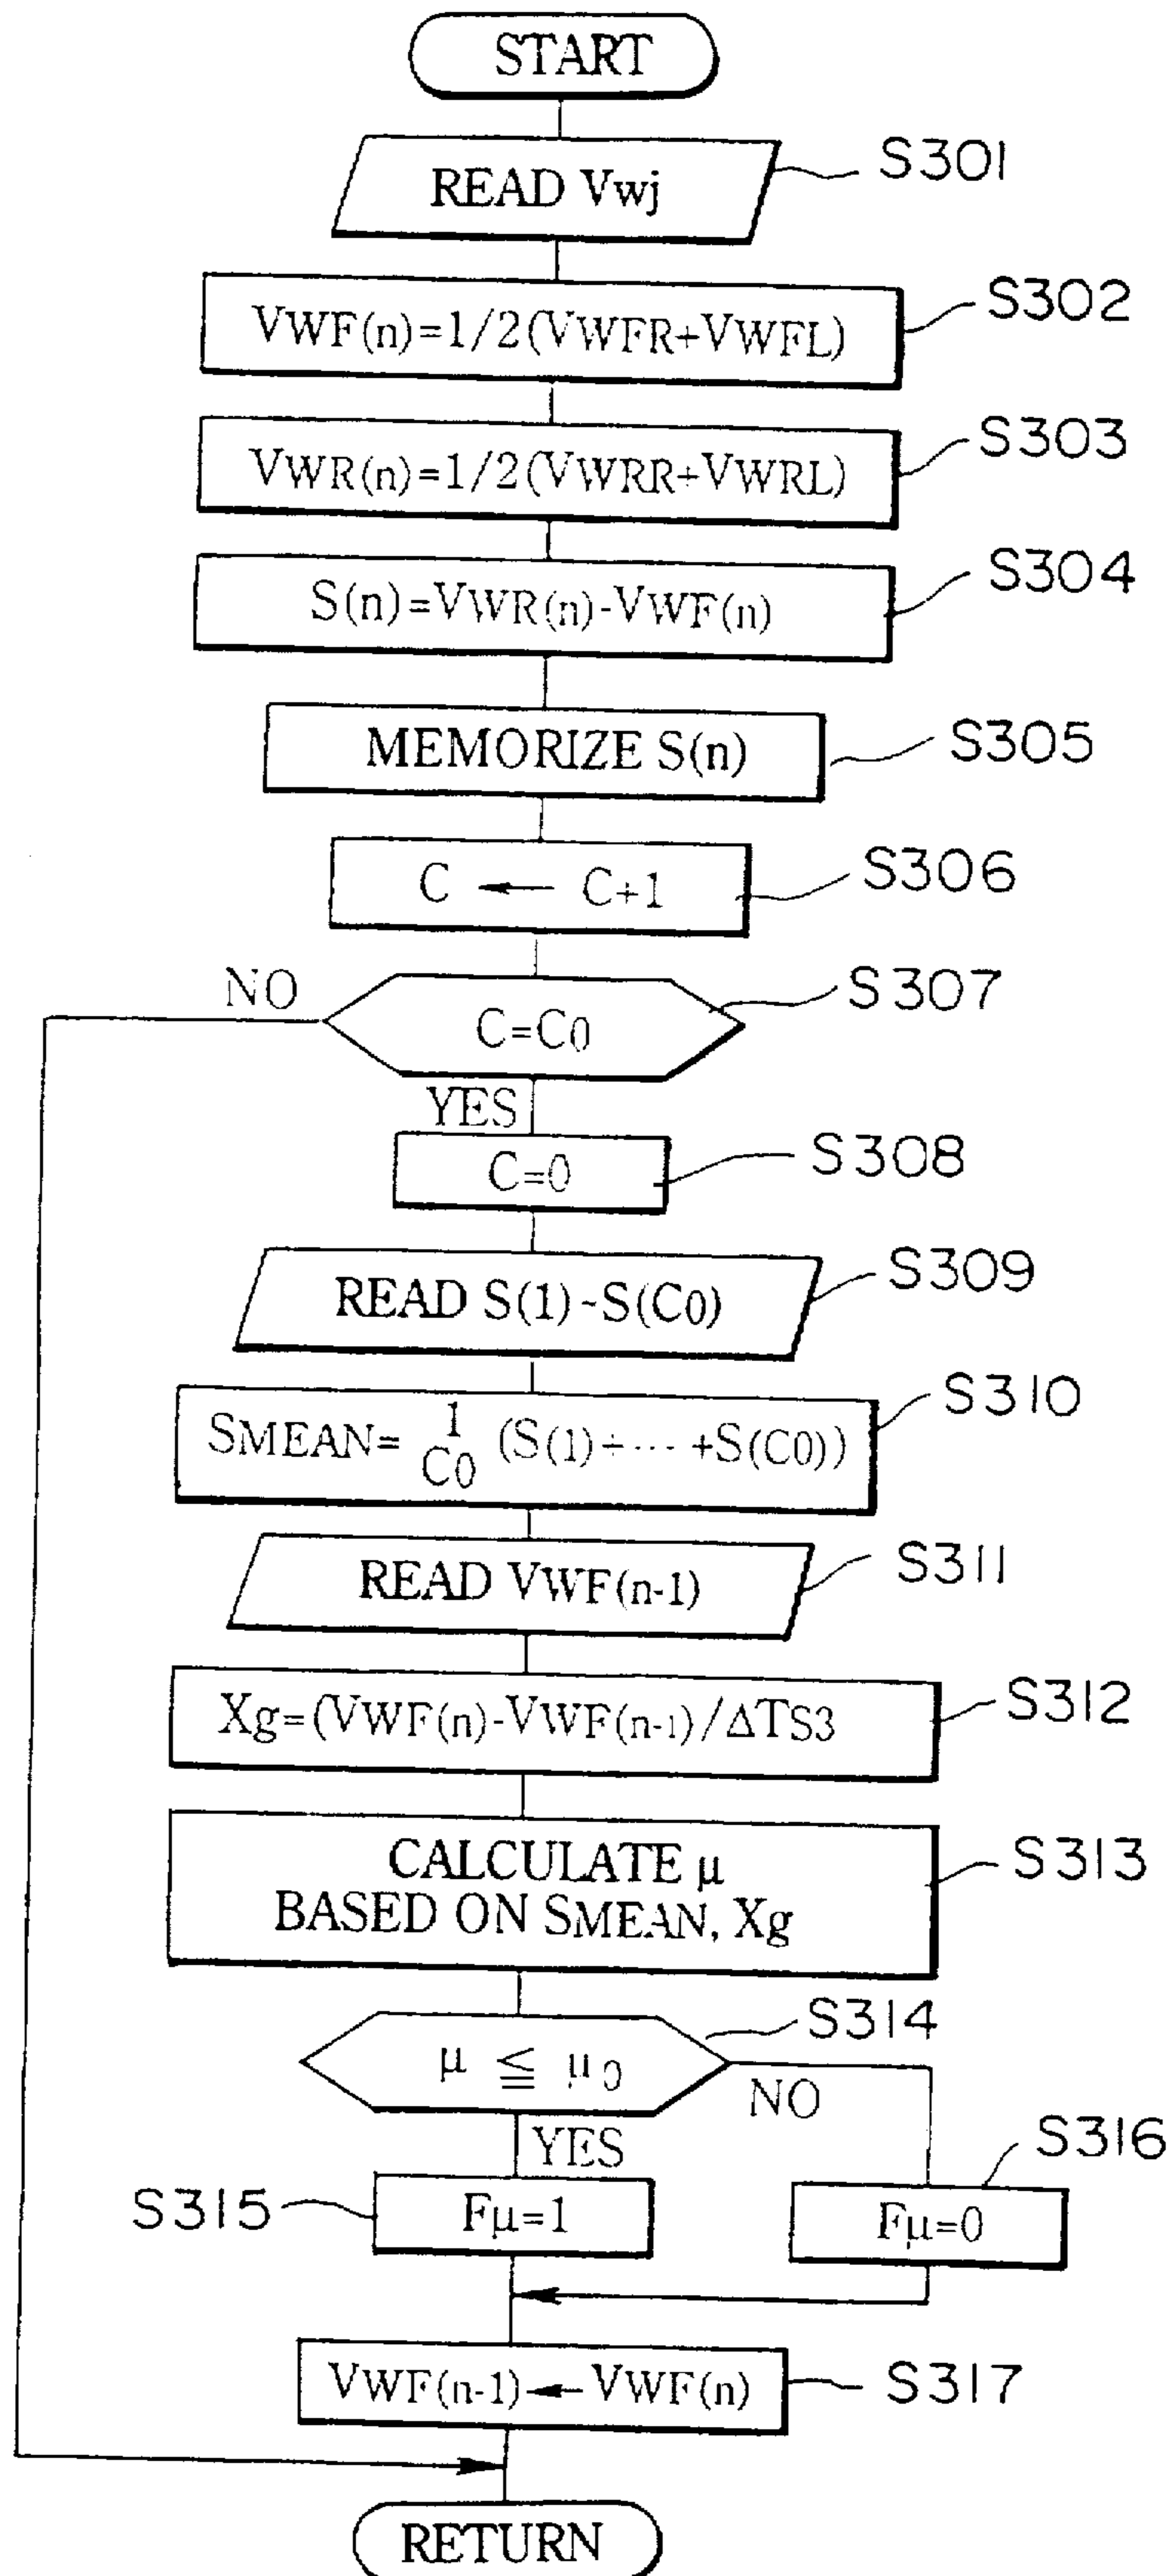 START
READ Vwj
S301
VWF(n)=1/2(VWFR+VWFL)
S302
VWR(n)=1/2(VWRR+VWRL)
S303
S(n)=VWR(n)-VWF(n)
S304
MEMORIZE S(n)
S305
C ← C+1
S306
NO
C=C0
S307
YES
C=0
S308
READ S(1)~S(C0)
S309
SMEAN= 1/C0 (S(1)+··· +S(C0))
S310
READ VWF(n-1)
S311
Xg=(VWF(n)-VWF(n-1)/ΔTS3
S312
CALCULATE μ
BASED ON SMEAN, Xg
S313
μ ≦ μ0
S314
NO
YES
S315
Fμ=1
S316
Fμ=0
VWF(n-1)←VWF(n)
S317
RETURN